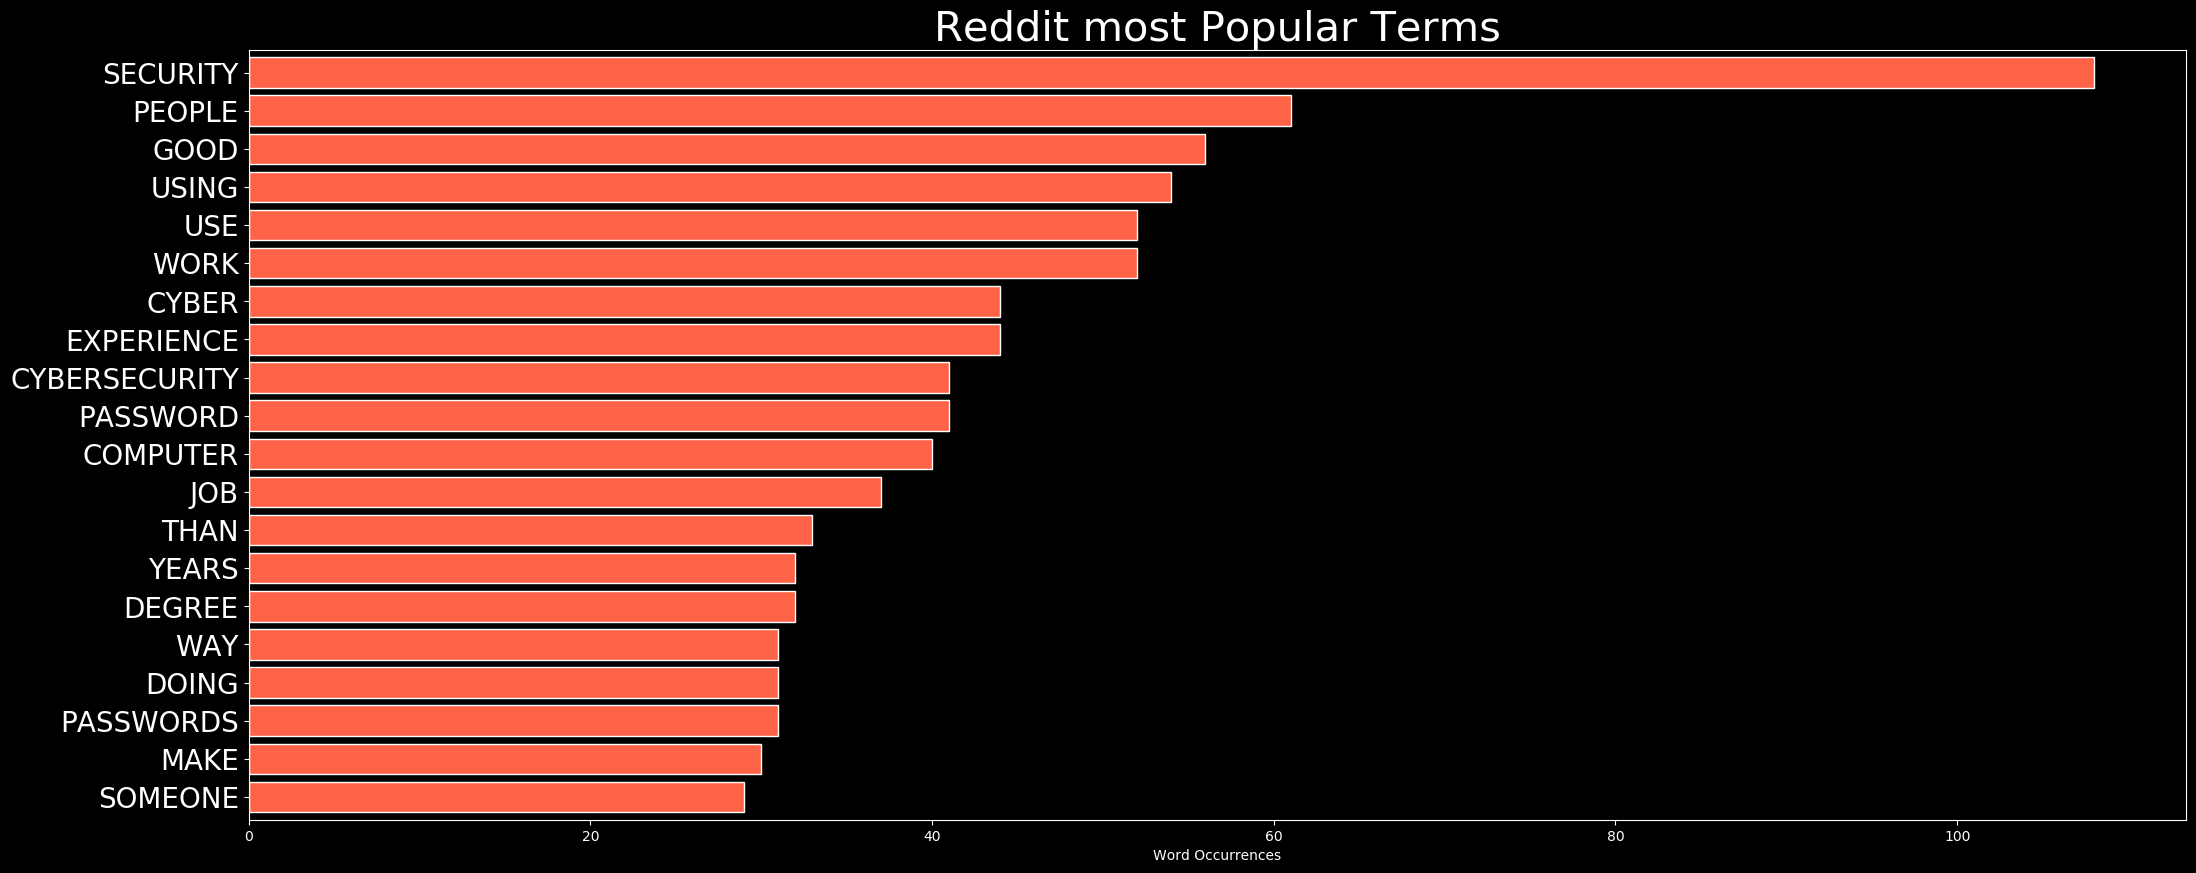 Reddit most Popular Terms
SECURITY
PEOPLE
GOOD
USING
USE
WORK
CYBER
EXPERIENCE
CYBERSECURITY
PASSWORD
COMPUTER
JOB
THAN
YEARS
DEGREE
WAY
DOING
PASSWORDS
MAKE
SOMEONE
0 20 40 60 80 100
Word Occurrences